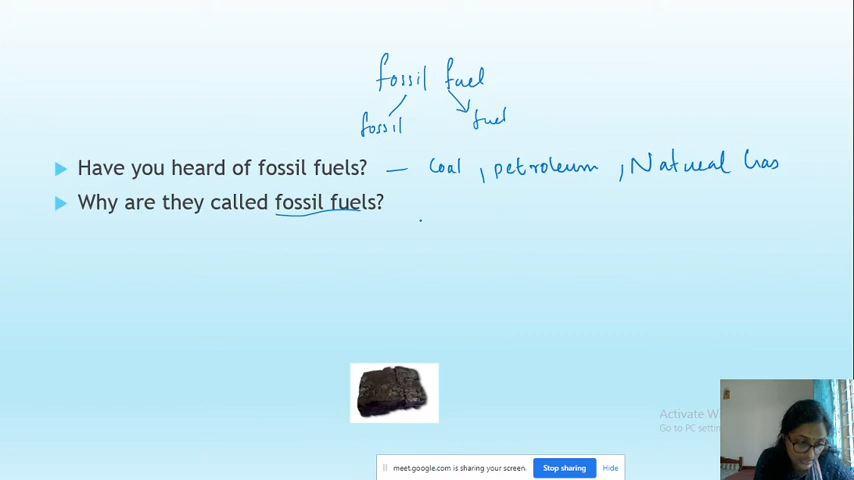 fossil fuel
fossil fuel
Have you heard of fossil fuels? — Coal , petroleum , Natural Gas
Why are they called fossil fuels?
Activate W
Go to PC settin
meet.google.com is sharing your screen. Stop sharing Hide